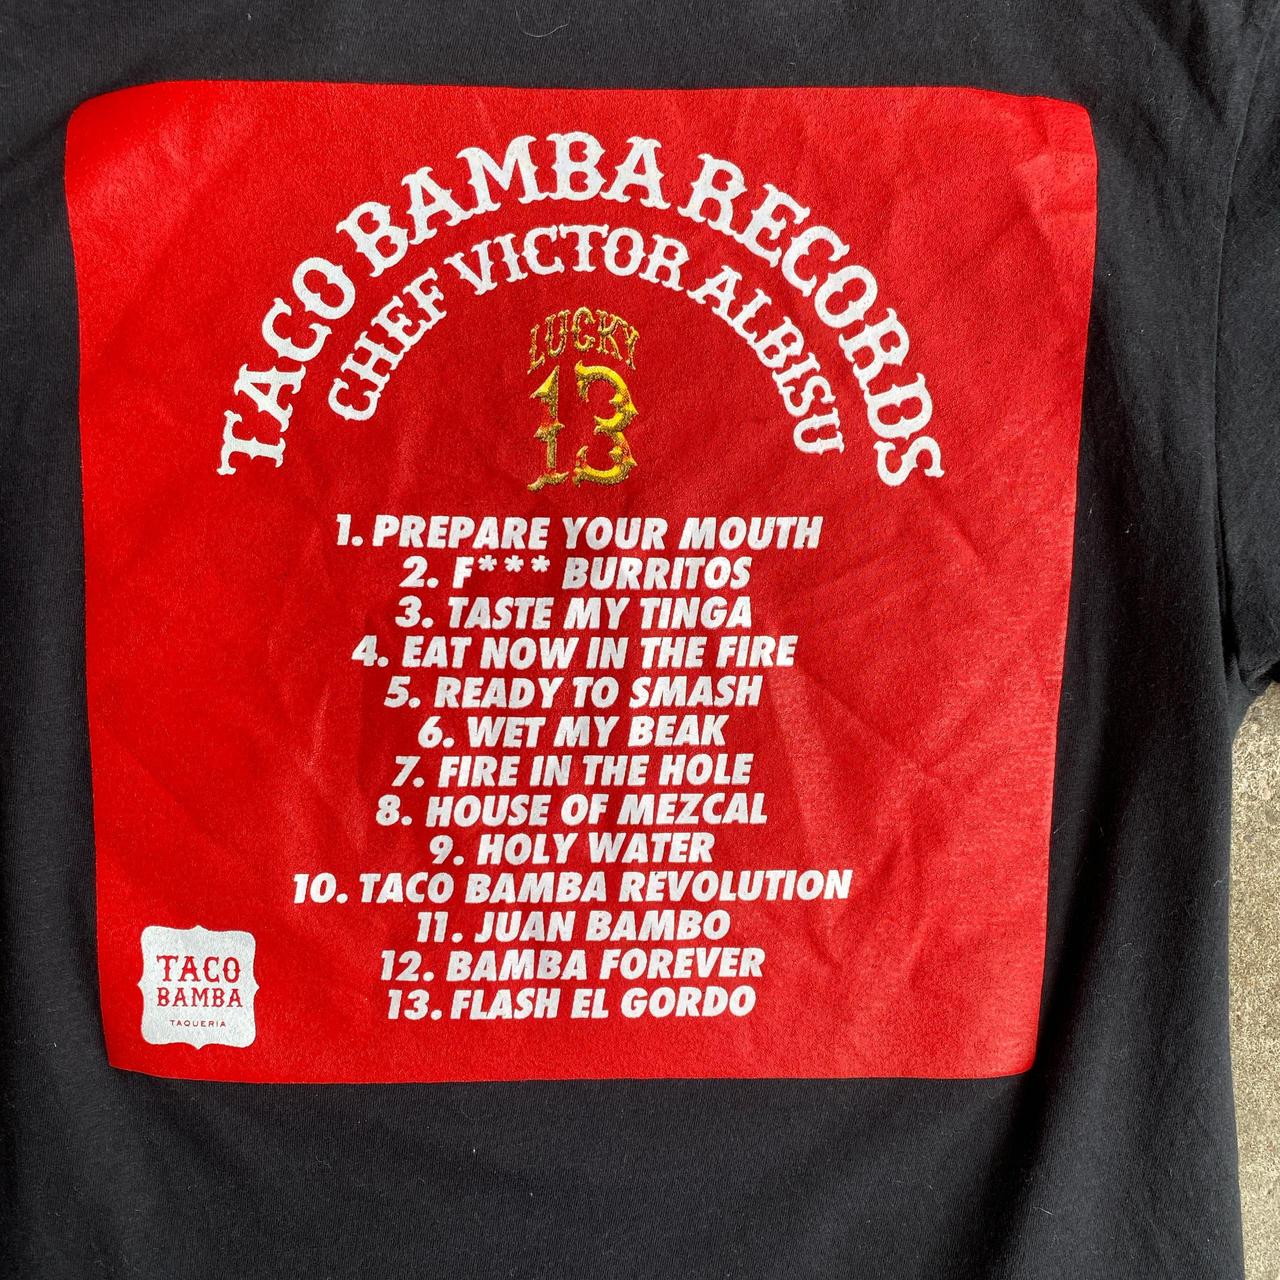 TACO BAMBA RECORDS
CHEF VICTOR ALBISU
LUCKY
13
1. PREPARE YOUR MOUTH
2. F*** BURRITOS
3. TASTE MY TINGA
4. EAT NOW IN THE FIRE
5. READY TO SMASH
6. WET MY BEAK
7. FIRE IN THE HOLE
8. HOUSE OF MEZCAL
9. HOLY WATER
10. TACO BAMBA REVOLUTION
11. JUAN BAMBO
12. BAMBA FOREVER
13. FLASH EL GORDO
TACO
BAMBA
TAQUERIA